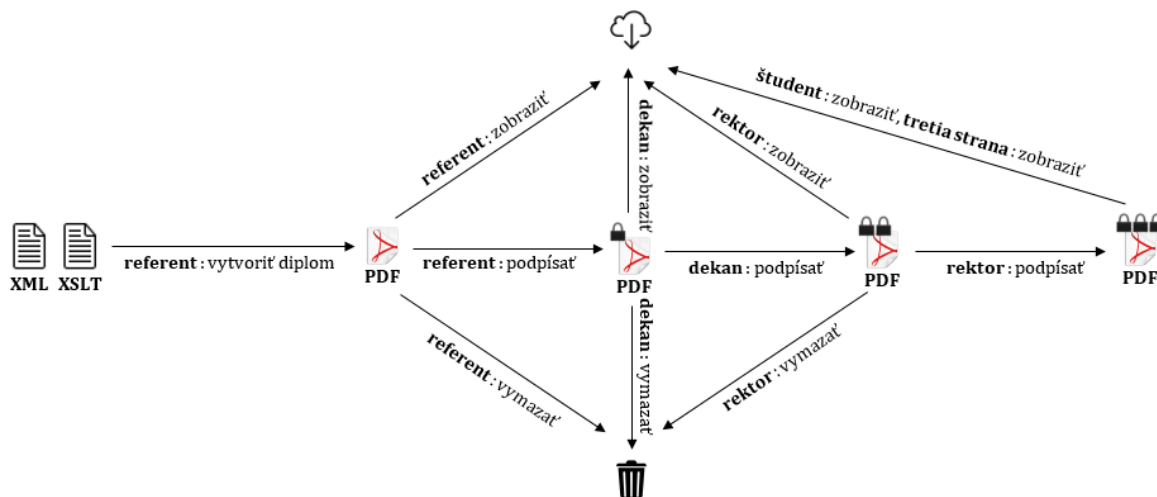 študent : zobraziť, tretia strana : zobraziť
referent : zobraziť
dekan : zobraziť
rektor : zobraziť
XML XSLT
referent : vytvoriť diplom
PDF
referent : podpísať
PDF
dekan : podpísať
PDF
rektor : podpísať
PDF
referent : vymazať
dekan : vymazať
rektor : vymazať